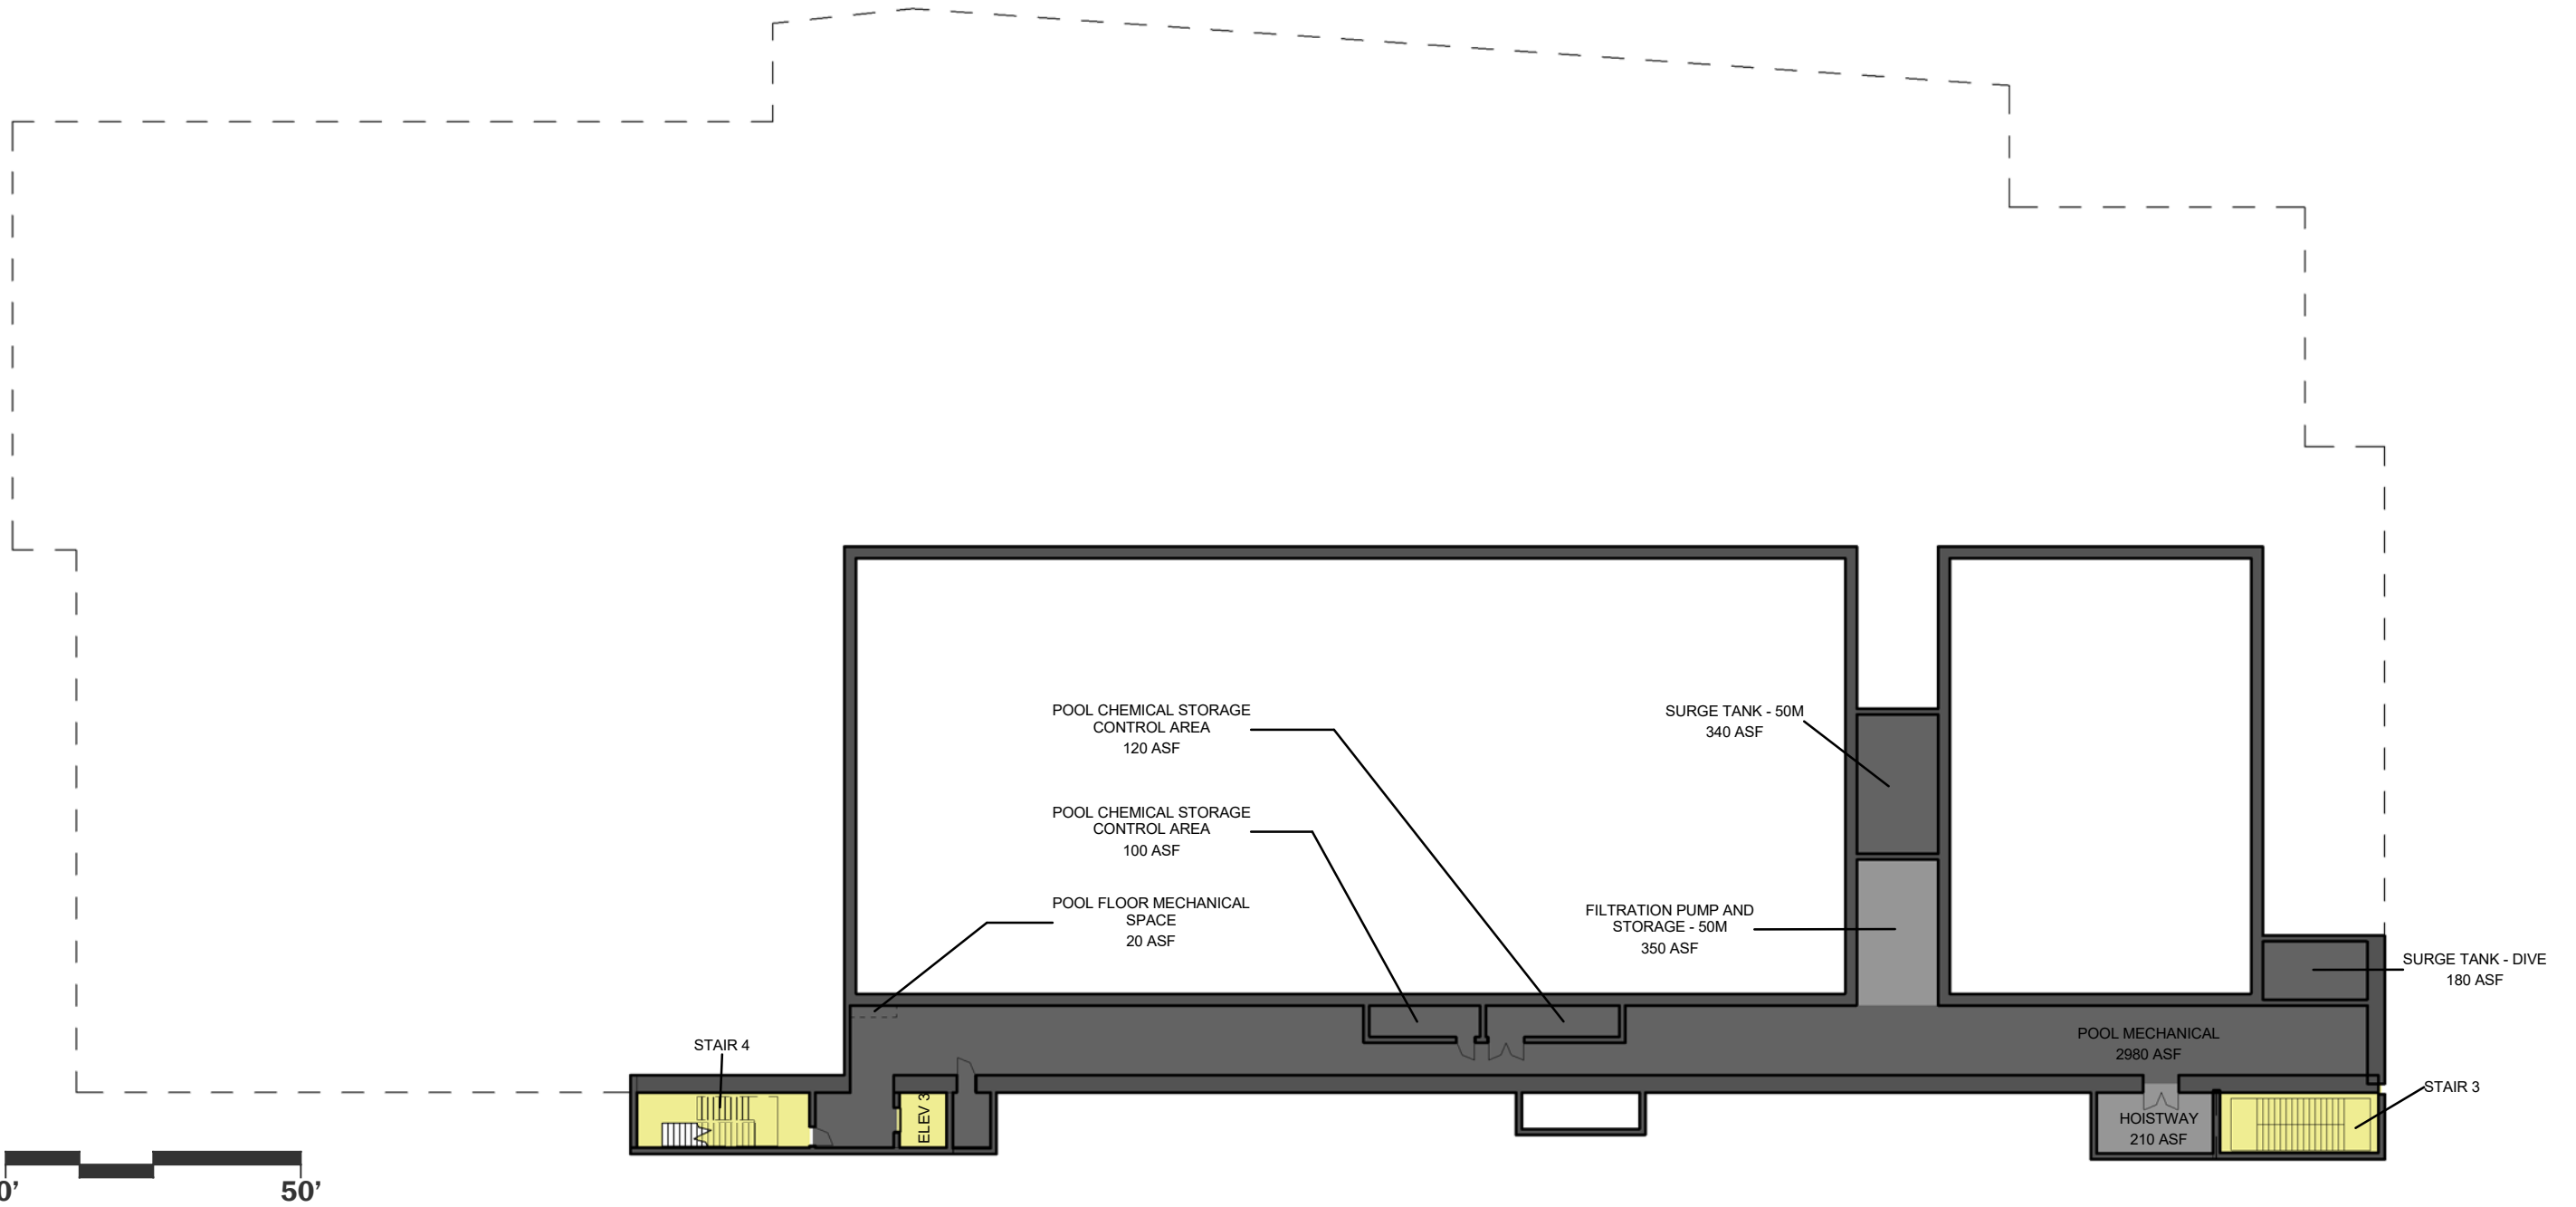 POOL CHEMICAL STORAGE
CONTROL AREA
120 ASF
SURGE TANK - 50M
340 ASF
POOL CHEMICAL STORAGE
CONTROL AREA
100 ASF
POOL FLOOR MECHANICAL
SPACE
20 ASF
FILTRATION PUMP AND
STORAGE - 50M
350 ASF
SURGE TANK - DIVE
180 ASF
POOL MECHANICAL
2980 ASF
STAIR 4
STAIR 3
ELEV 3
HOISTWAY
210 ASF
0’
50’